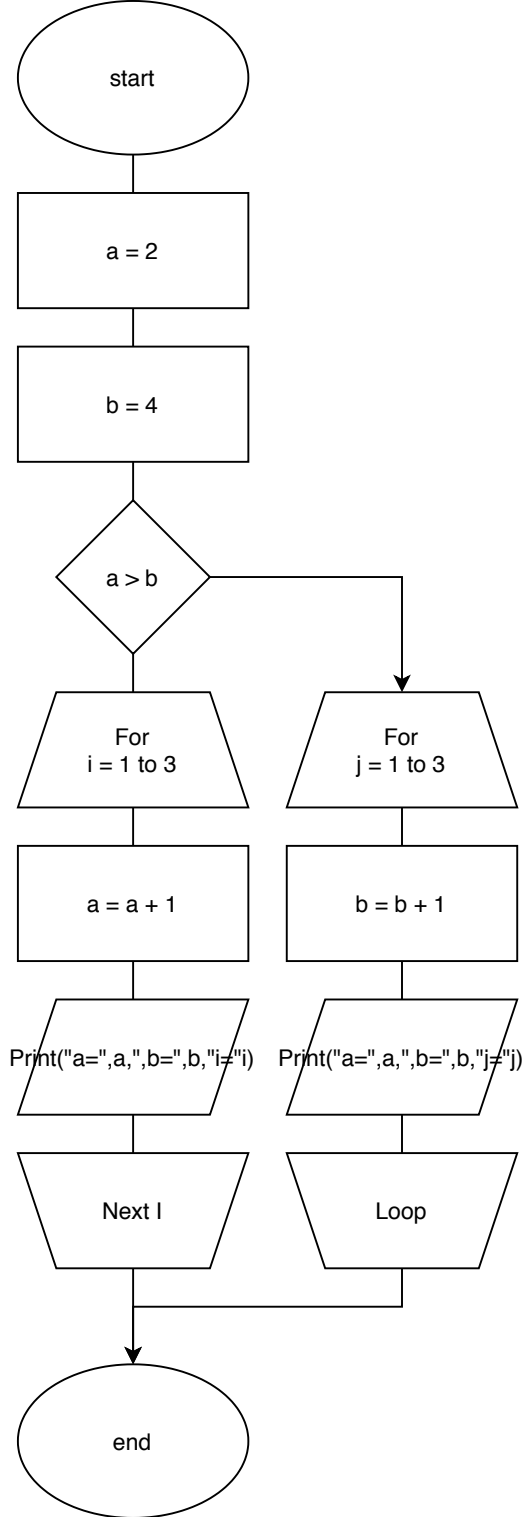 start
a = 2
b = 4
a > b
For
i = 1 to 3
a = a + 1
Print("a=",a,",b=",b,"i="i)
Next I
For
j = 1 to 3
b = b + 1
Print("a=",a,",b=",b,"j="j)
Loop
end